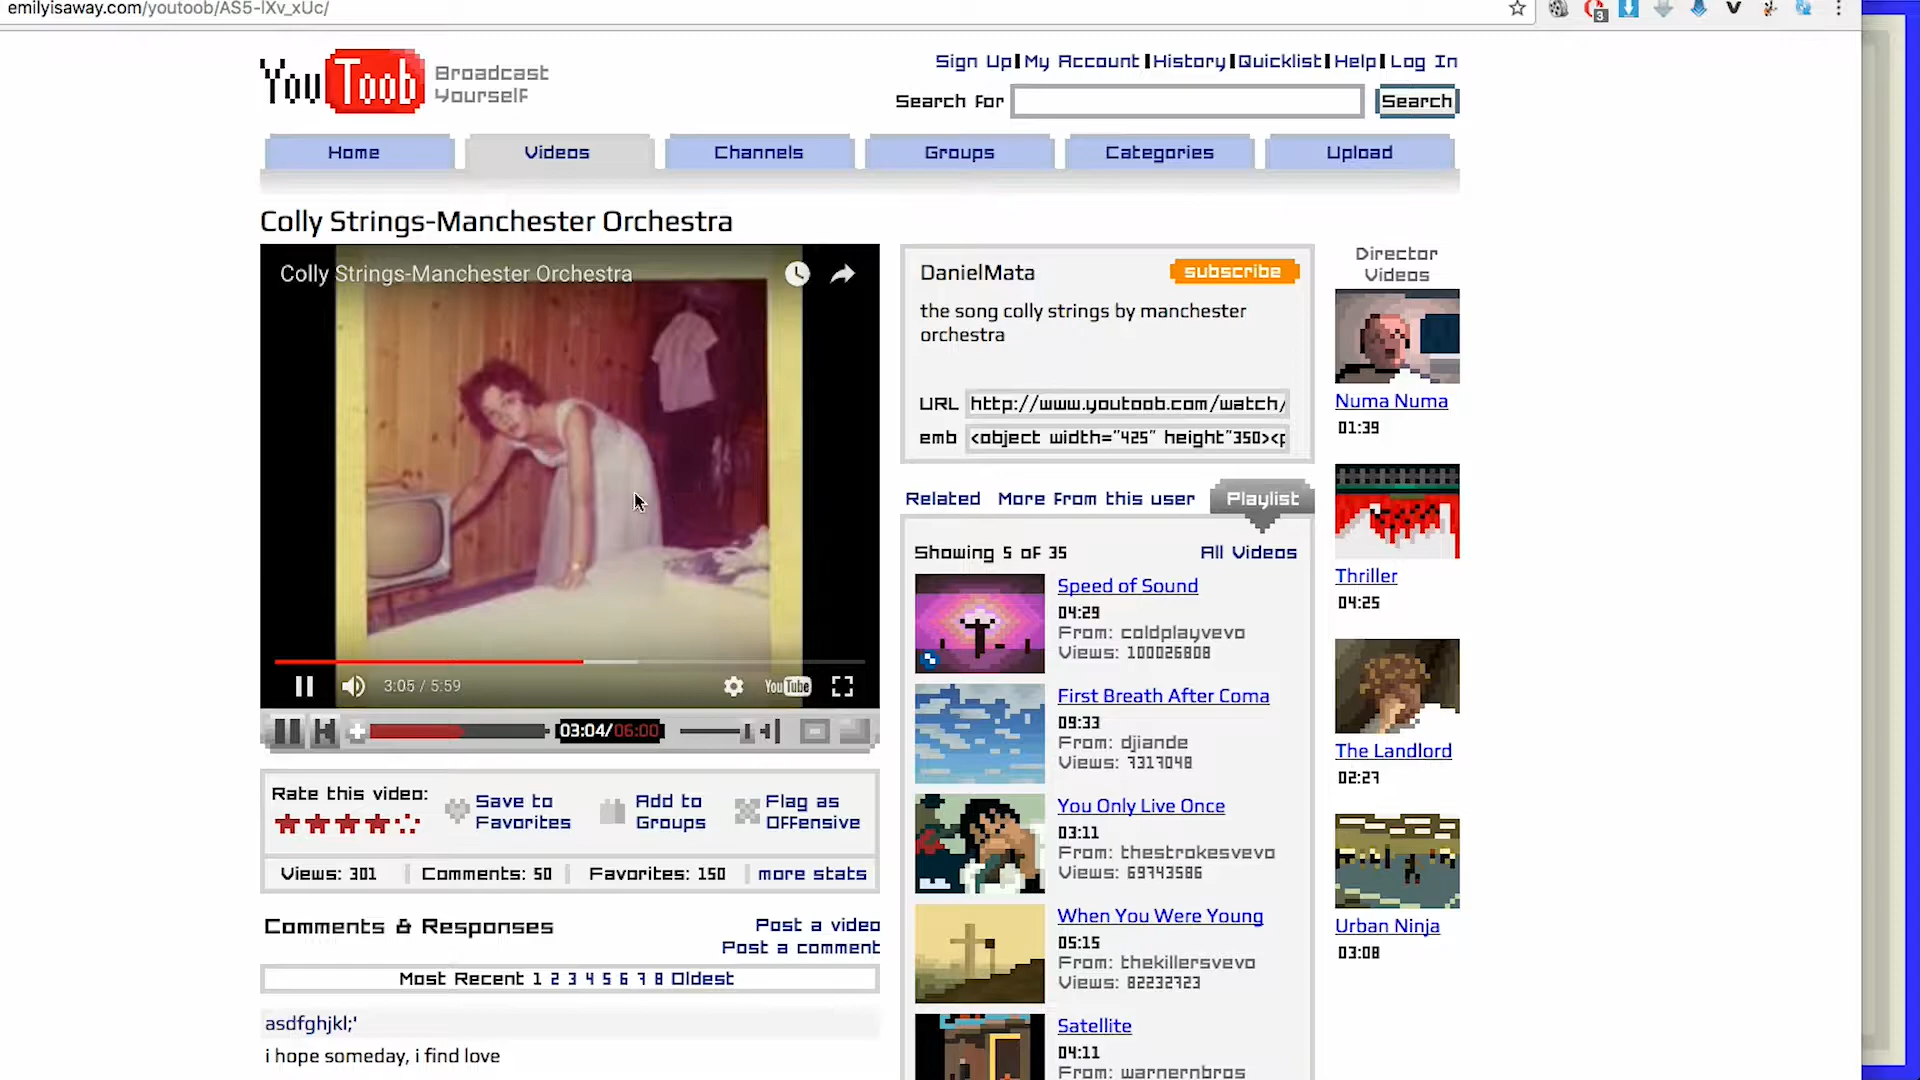 emilyisaway.com/youtoob/AS5-lXv_xUc/
3
You Toob
Broadcast
Yourself
Sign Up|My Account|History|Quicklist|Help|Log In
Search for
Search
Home
Videos
Channels
Groups
Categories
Upload
Colly Strings-Manchester Orchestra
Colly Strings-Manchester Orchestra
3:05 / 5:59
YouTube
03:04/06:00
Rate this video:
Save to
Favorites
Add to
Groups
Flag as
Offensive
Views: 301
Comments: 50
Favorites: 150
more stats
Comments & Responses
Post a video
Post a comment
Most Recent 1 2 3 4 5 6 7 8 Oldest
asdfghjkl;'
i hope someday, i find love
DanielMata
subscribe
the song colly strings by manchester
orchestra
URL http://www.youtoob.com/watch/
emb <object width="425" height"350><p
Related
More from this user
Playlist
Showing 5 of 35
All Videos
Speed of Sound
04:29
From: coldplayvevo
Views: 100026808
First Breath After Coma
09:33
From: djiande
Views: 7317048
You Only Live Once
03:11
From: thestrokesvevo
Views: 69743586
When You Were Young
05:15
From: thekillersvevo
Views: 82232723
Satellite
04:11
From: warnernbros
Director
Videos
Numa Numa
01:39
Thriller
04:25
The Landlord
02:27
Urban Ninja
03:08